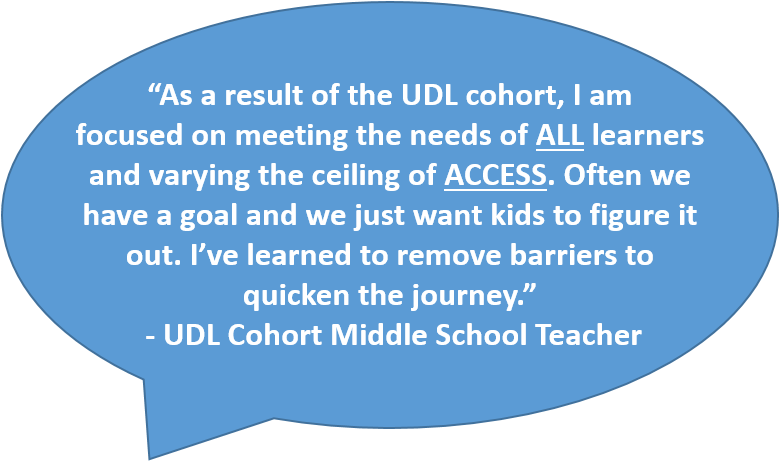 “As a result of the UDL cohort, I am
focused on meeting the needs of ALL learners
and varying the ceiling of ACCESS. Often we
have a goal and we just want kids to figure it
out. I’ve learned to remove barriers to
quicken the journey.”
- UDL Cohort Middle School Teacher